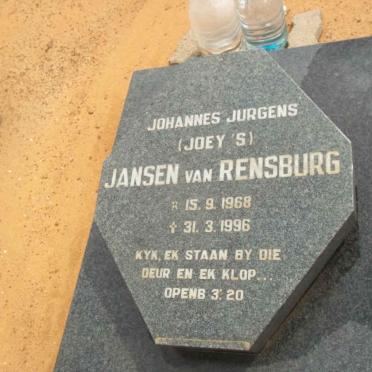 JOHANNES JURGENS
(JOEY 'S)
JANSEN VAN RENSBURG
15. 9. 1968
✝ 31. 3. 1996
KYK, EK STAAN BY DIE
DEUR EN EK KLOP...
OPENB 3: 20